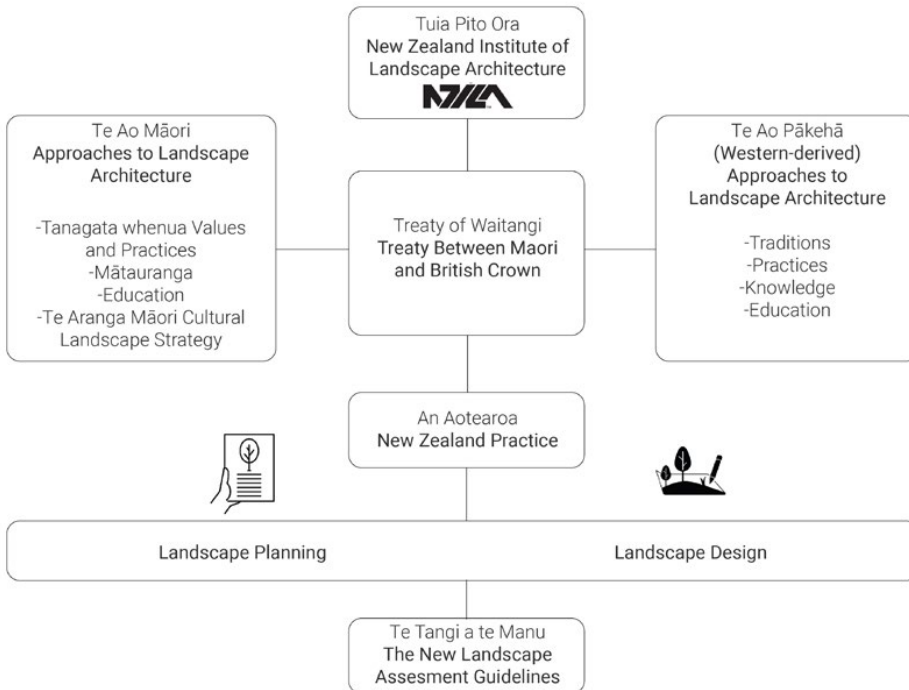 Tuia Pito Ora
New Zealand Institute of
Landscape Architecture
NZILA
Te Ao Māori
Approaches to Landscape
Architecture
-Tanagata whenua Values
and Practices
-Mātauranga
-Education
-Te Aranga Māori Cultural
Landscape Strategy
Treaty of Waitangi
Treaty Between Maori
and British Crown
Te Ao Pākehā
(Western-derived)
Approaches to
Landscape Architecture
-Traditions
-Practices
-Knowledge
-Education
An Aotearoa
New Zealand Practice
Landscape Planning
Landscape Design
Te Tangi a te Manu
The New Landscape
Assesment Guidelines